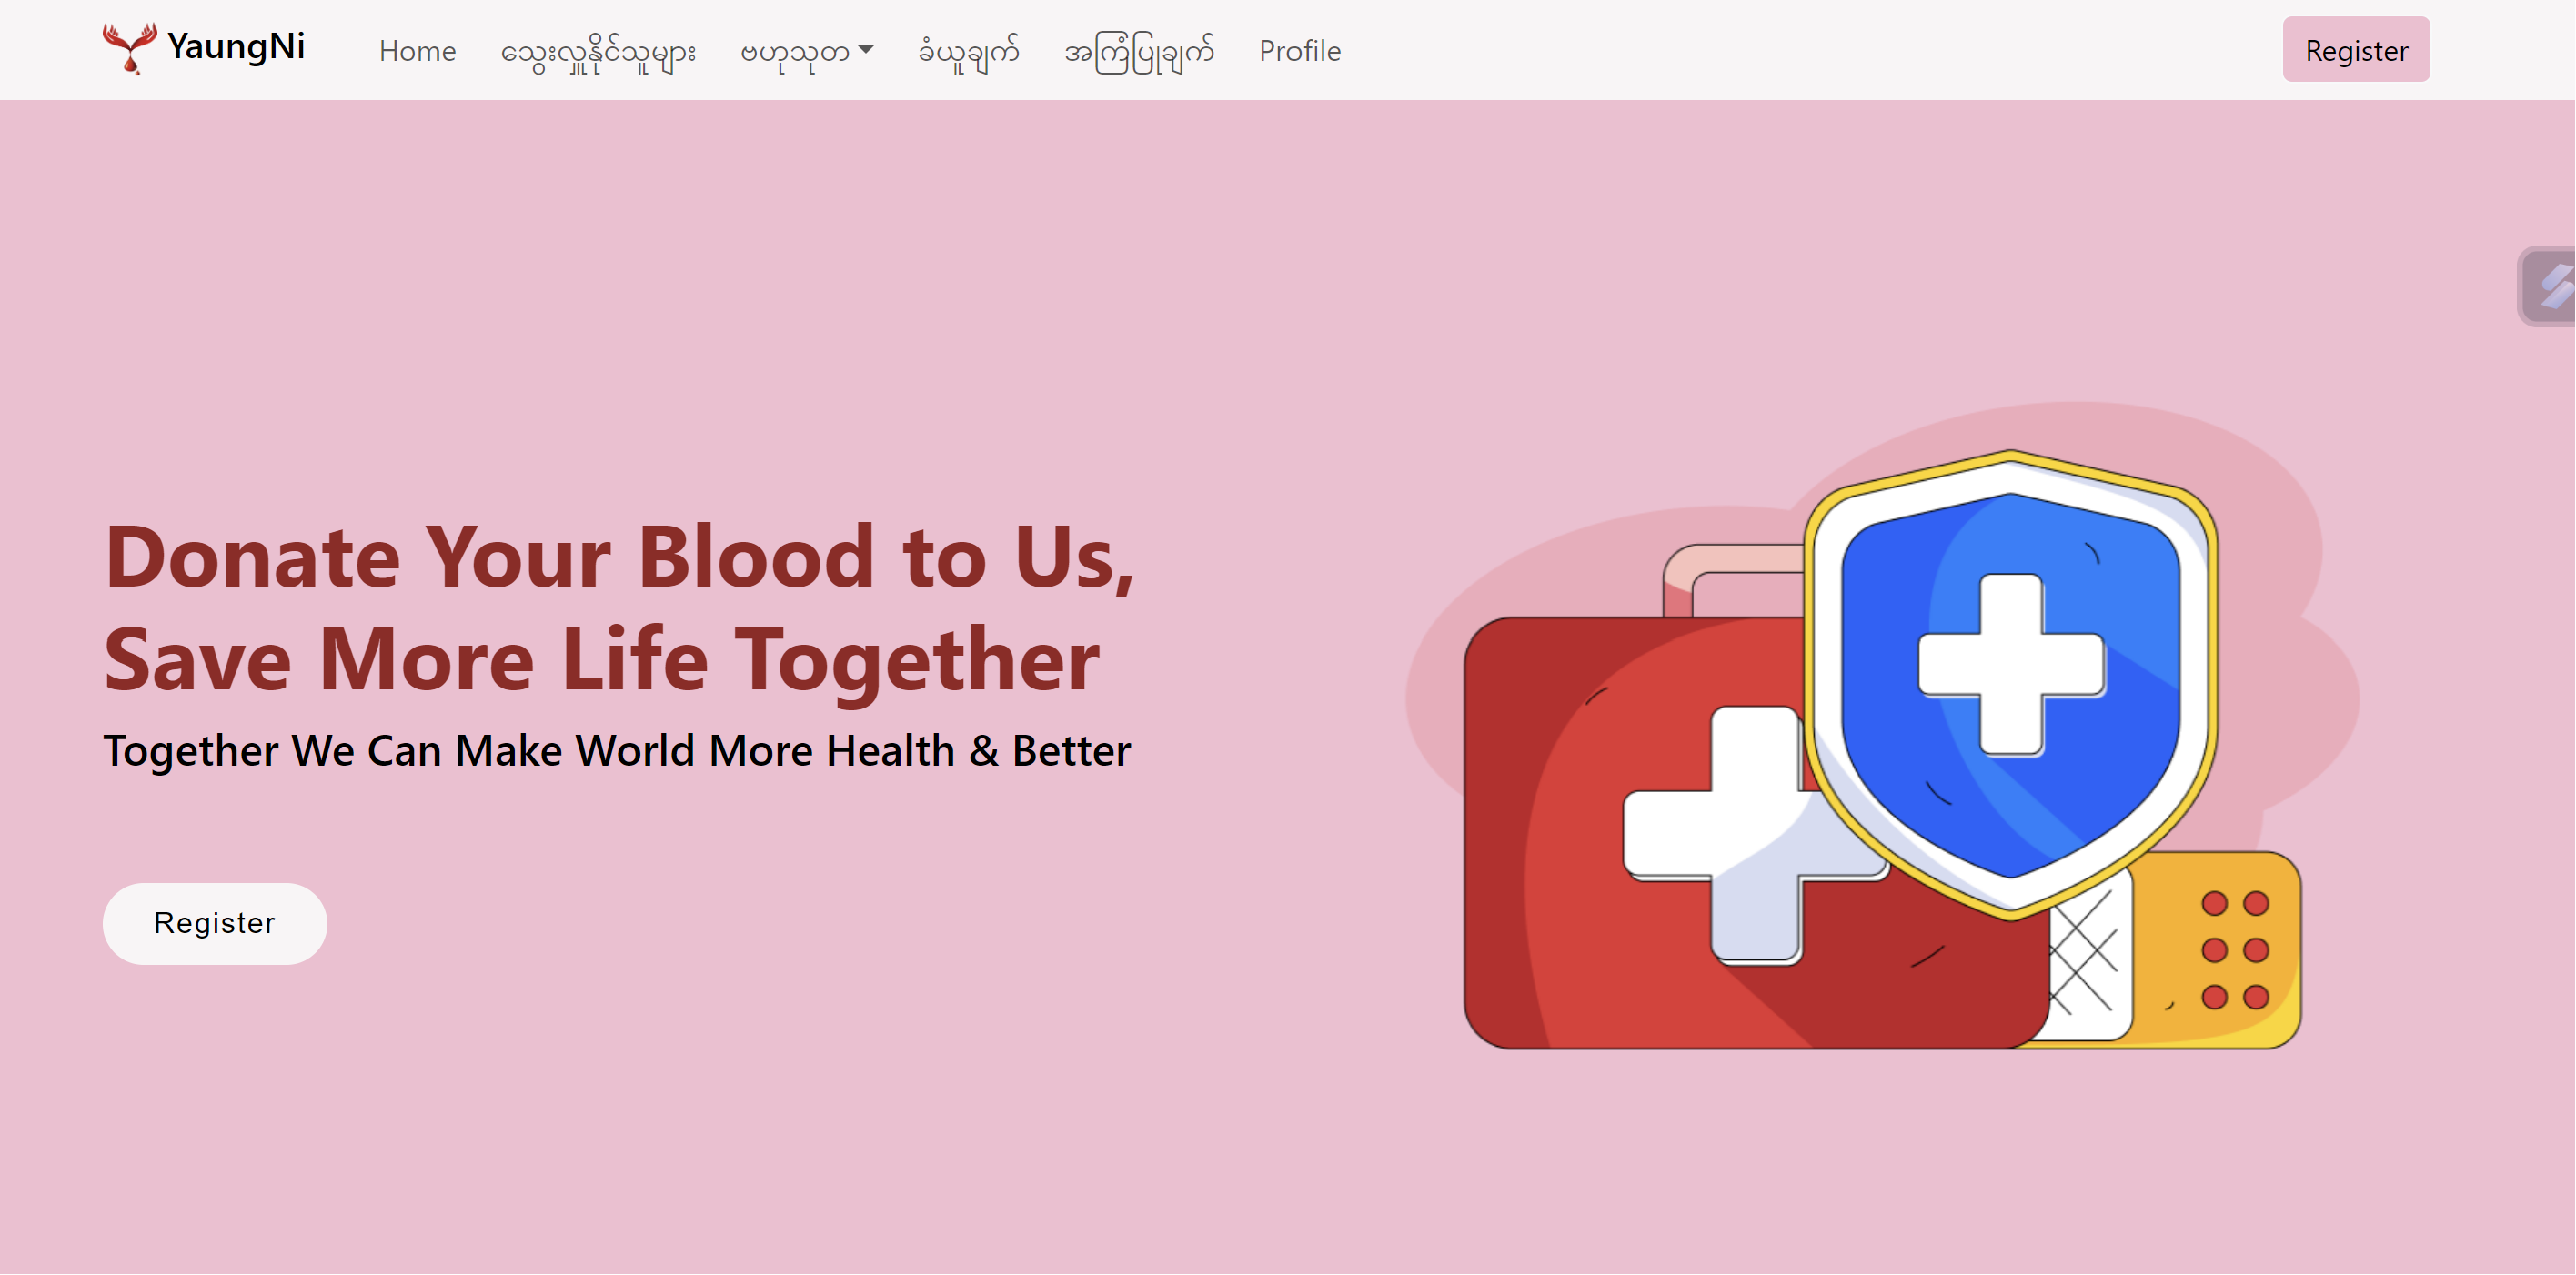 YaungNi
Home
သွေးလှူနိုင်သူများ
ဗဟုသုတ
ခံယူချက်
အကြံပြုချက်
Profile
Register
Donate Your Blood to Us,
Save More Life Together
Together We Can Make World More Health & Better
Register